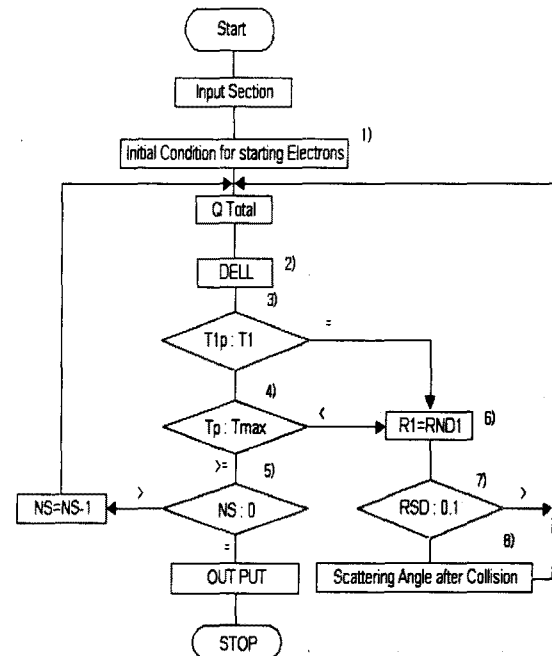 Start
Input Section
1)
Initial Condition for starting Electrons
Q Total
2)
DELL
3)
T1p : T1
=
4)
Tp : Tmax
<
6)
R1=RND1
>=
5)
7)
NS=NS-1
>
NS : 0
RSD : 0.1
>
=
8)
OUT PUT
Scattering Angle after Collision
STOP